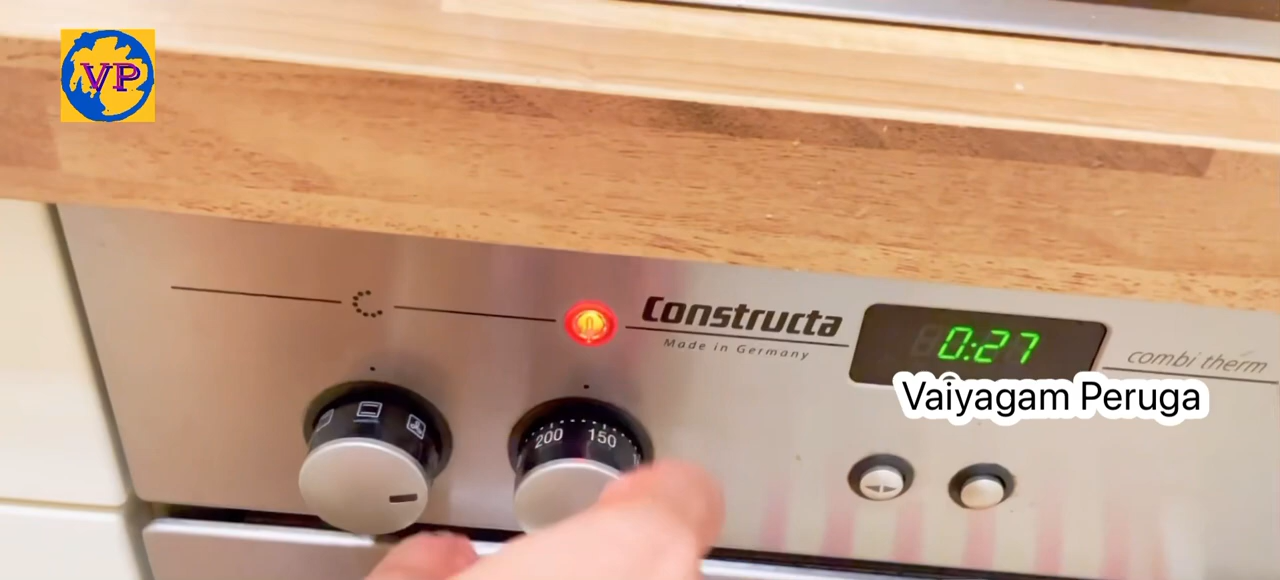 VP
Constructa
Made in Germany
0:27
combi therm
Vaiyagam Peruga
200 150